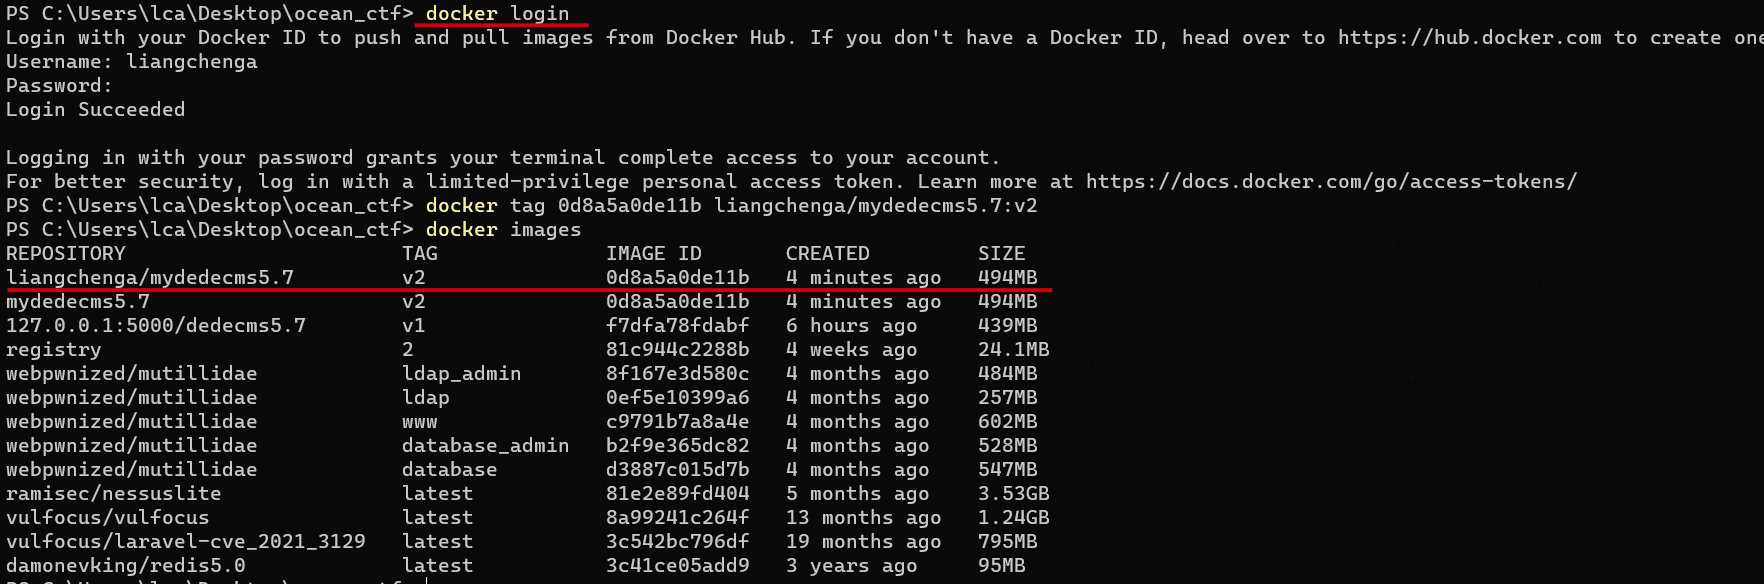 PS C:\Users\lca\Desktop\ocean_ctf> docker login
Login with your Docker ID to push and pull images from Docker Hub. If you don't have a Docker ID, head over to https://hub.docker.com to create one
Username: liangchenga
Password:
Login Succeeded
Logging in with your password grants your terminal complete access to your account.
For better security, log in with a limited-privilege personal access token. Learn more at https://docs.docker.com/go/access-tokens/
PS C:\Users\lca\Desktop\ocean_ctf> docker tag 0d8a5a0de11b liangchenga/mydedecms5.7:v2
PS C:\Users\lca\Desktop\ocean_ctf> docker images
REPOSITORY TAG IMAGE ID CREATED SIZE
liangchenga/mydedecms5.7 v2 0d8a5a0de11b 4 minutes ago 494MB
mydedecms5.7 v2 0d8a5a0de11b 4 minutes ago 494MB
127.0.0.1:5000/dedecms5.7 v1 f7dfa78fdabf 6 hours ago 439MB
registry 2 81c944c2288b 4 weeks ago 24.1MB
webpwnized/mutillidae ldap_admin 8f167e3d580c 4 months ago 484MB
webpwnized/mutillidae ldap 0ef5e10399a6 4 months ago 257MB
webpwnized/mutillidae www c9791b7a8a4e 4 months ago 602MB
webpwnized/mutillidae database_admin b2f9e365dc82 4 months ago 528MB
webpwnized/mutillidae database d3887c015d7b 4 months ago 547MB
ramisec/nessuslite latest 81e2e89fd404 5 months ago 3.53GB
vulfocus/vulfocus latest 8a99241c264f 13 months ago 1.24GB
vulfocus/laravel-cve_2021_3129 latest 3c542bc796df 19 months ago 795MB
damonevking/redis5.0 latest 3c41ce05add9 3 years ago 95MB